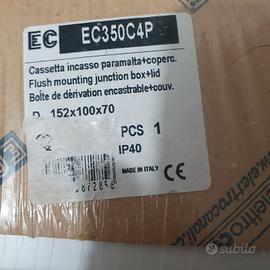 EC EC350C4P
Cassetta incasso paramalta+coperc.
Flush mounting junction box+lid
Boîte de dérivation encastrable+couv.
D 152x100x70
PCS 1
IP40
MADE IN ITALY CE
subito